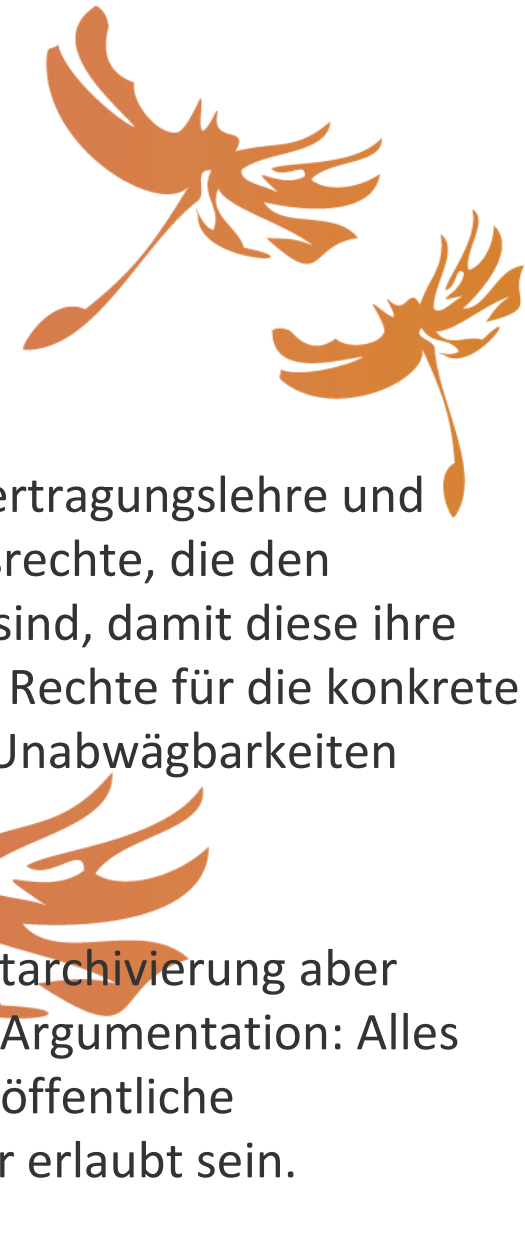 ertragungslehre und
rechte, die den
sind, damit diese ihre
Rechte für die konkrete
Unabwägbarkeiten
tarchivierung aber
Argumentation: Alles
öffentliche
r erlaubt sein.